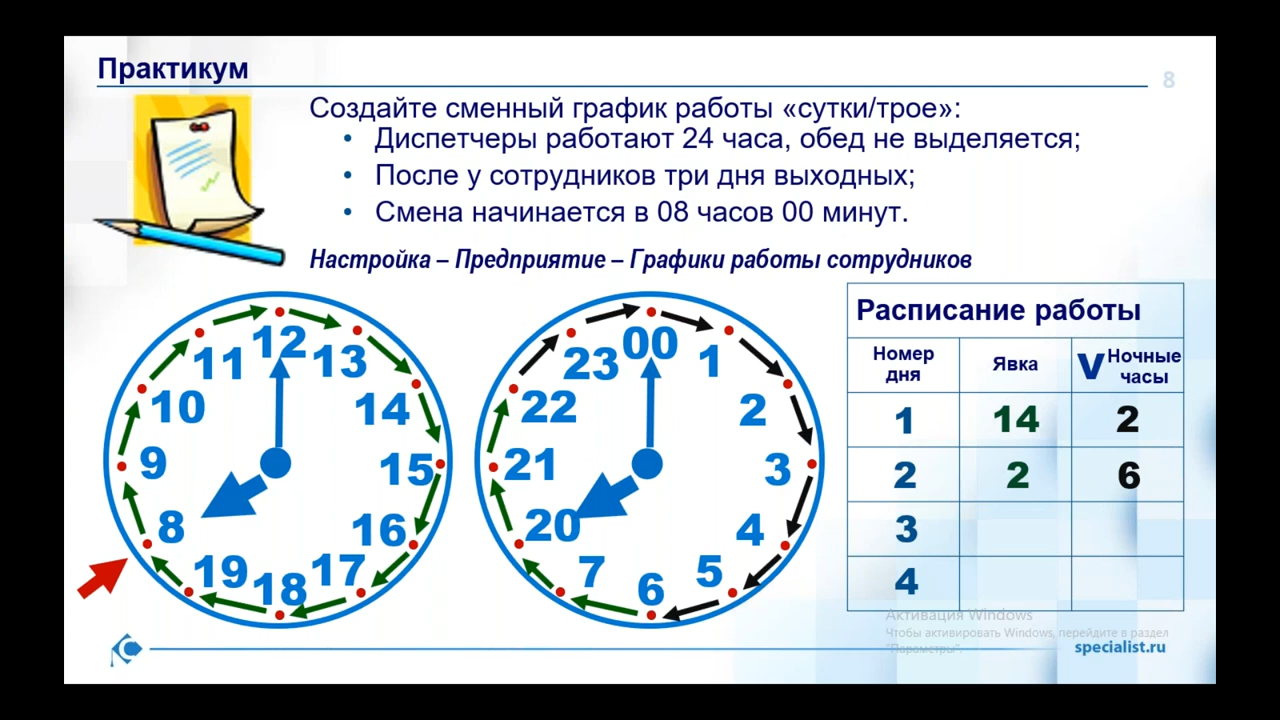 Практикум
8
Создайте сменный график работы «сутки/трое»:
• Диспетчеры работают 24 часа, обед не выделяется;
• После у сотрудников три дня выходных;
• Смена начинается в 08 часов 00 минут.
Настройка – Предприятие – Графики работы сотрудников
12
13
14
15
16
17
18
19
8
9
10
11
00
1
2
3
4
5
6
7
20
21
22
23
Расписание работы
Номер дня Явка V Ночные часы
1 14 2
2 2 6
3
4
Активация Windows
Чтобы активировать Windows, перейдите в раздел
"Параметры".
specialist.ru